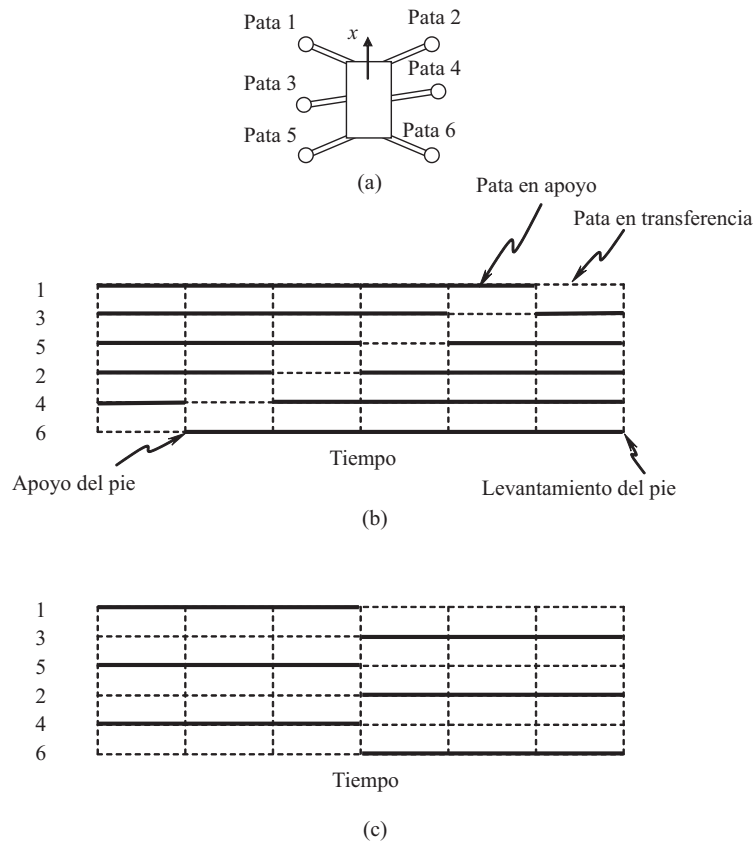 Pata 1
x
Pata 2
Pata 3
Pata 4
Pata 5
Pata 6
(a)
Pata en apoyo
Pata en transferencia
1
3
5
2
4
6
Tiempo
Apoyo del pie
Levantamiento del pie
(b)
1
3
5
2
4
6
Tiempo
(c)